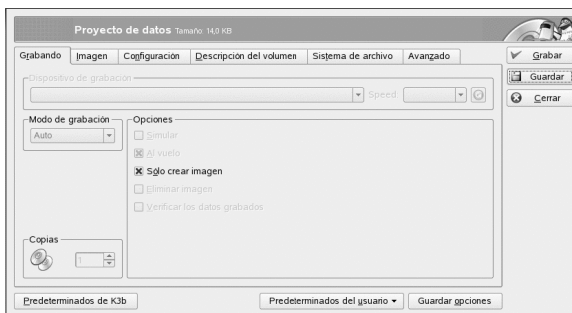 Proyecto de datos Tamaño 14,0 KB
Grabando Imagen Configuración Descripción del volumen Sistema de archivo Avanzado
Grabar
Guardar
Cerrar
Dispositivo de grabación
Speed
Modo de grabación
Auto
Opciones
Simular
Al vuelo
Sólo crear imagen
Eliminar imagen
Verificar los datos grabados
Copias
1
Predeterminados de K3b Predeterminados del usuario Guardar opciones